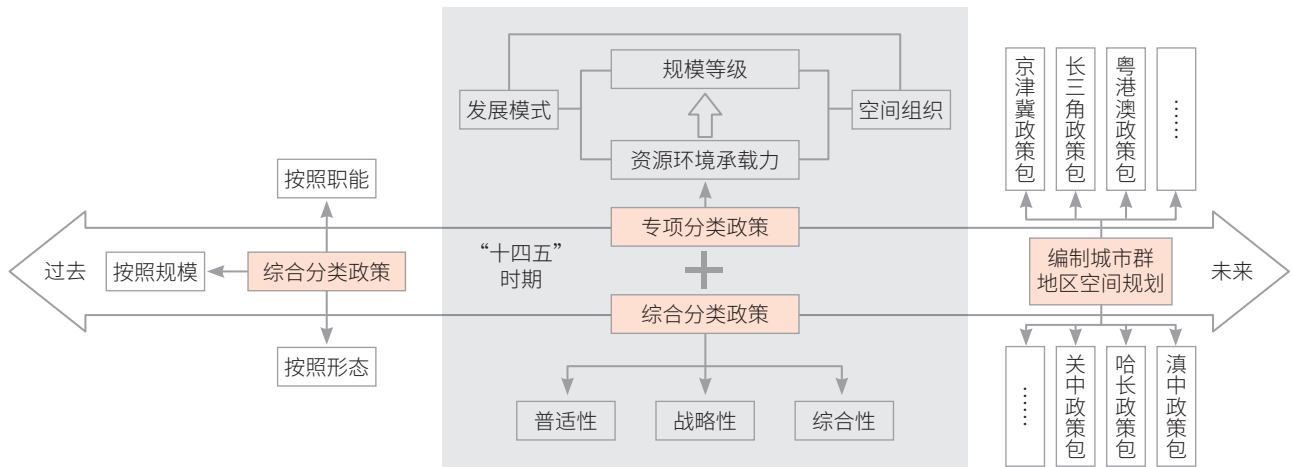 过去
按照职能
按照规模
综合分类政策
按照形态
“十四五”
时期
发展模式
规模等级
空间组织
资源环境承载力
专项分类政策
综合分类政策
普适性
战略性
综合性
京津冀政策包
长三角政策包
粤港澳政策包
……
编制城市群
地区空间规划
未来
……
关中政策包
哈长政策包
滇中政策包